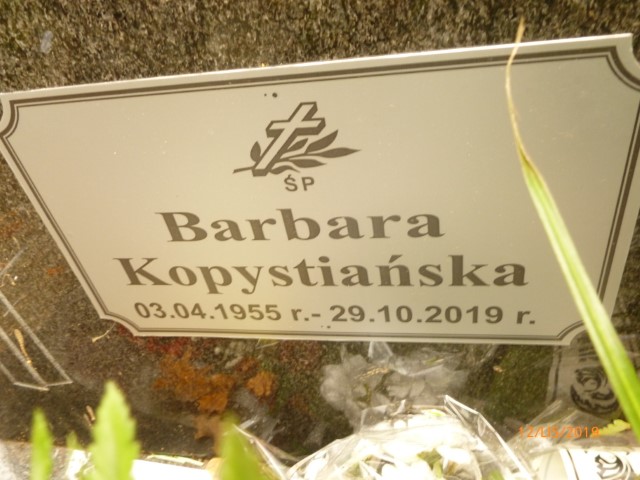 ŚP
Barbara
Kopystiańska
03.04.1955 r.- 29.10.2019 r.